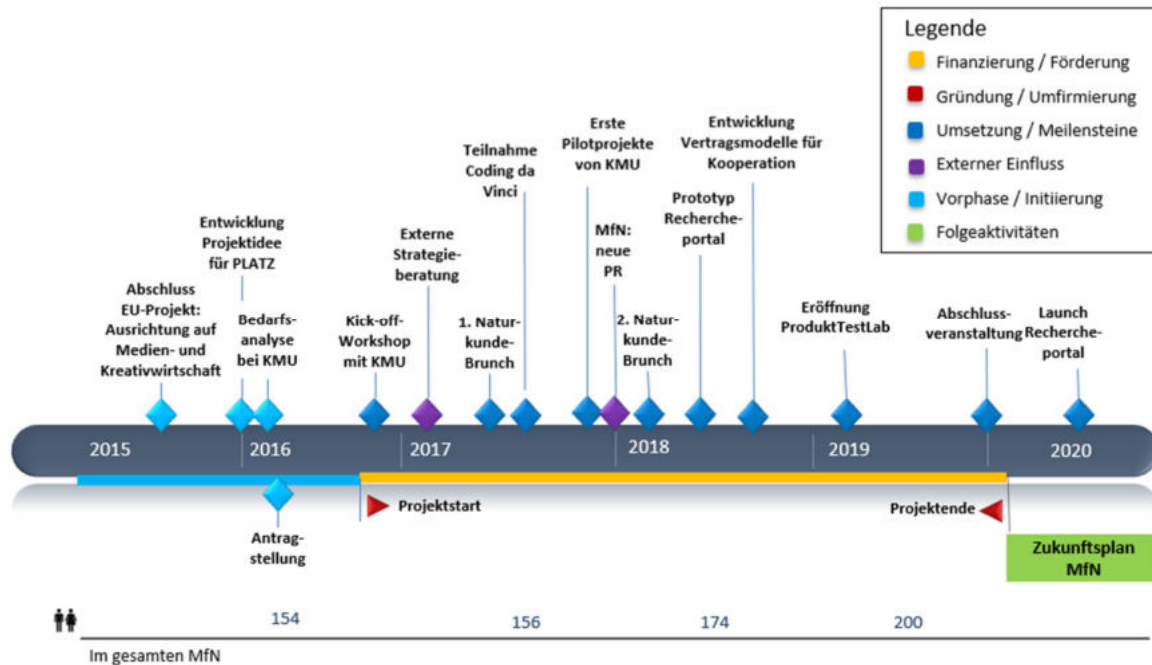 Legende
Finanzierung / Förderung
Gründung / Umfirmierung
Umsetzung / Meilensteine
Externer Einfluss
Vorphase / Initiierung
Folgeaktivitäten
Abschluss
EU-Projekt:
Ausrichtung auf
Medien- und
Kreativwirtschaft
Entwicklung
Projektidee
für PLATZ
Bedarfs-
analyse
bei KMU
Kick-off-
Workshop
mit KMU
Externe
Strategie-
beratung
1. Natur-
kunde-
Brunch
Teilnahme
Coding da
Vinci
Erste
Pilotprojekte
von KMU
MfN:
neue
PR
2. Natur-
kunde-
Brunch
Prototyp
Recherche-
portal
Entwicklung
Vertragsmodelle für
Kooperation
Eröffnung
ProduktTestLab
Abschluss-
veranstaltung
Launch
Recherche-
portal
2015
2016
2017
2018
2019
2020
Antrag-
stellung
Projektstart
Projektende
Zukunftsplan
MfN
154
156
174
200
Im gesamten MfN